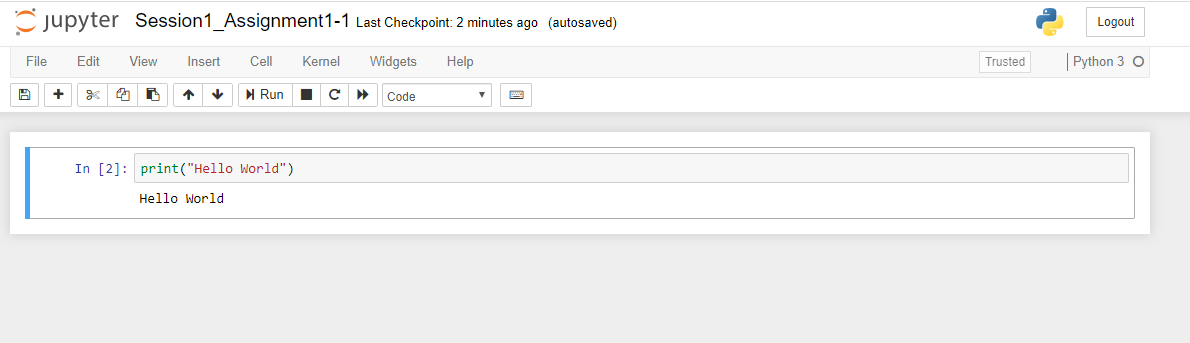 jupyter Session1_Assignment1-1 Last Checkpoint: 2 minutes ago (autosaved) Logout
File Edit View Insert Cell Kernel Widgets Help Trusted Python 3
Run Code
In [2]: print("Hello World")
Hello World